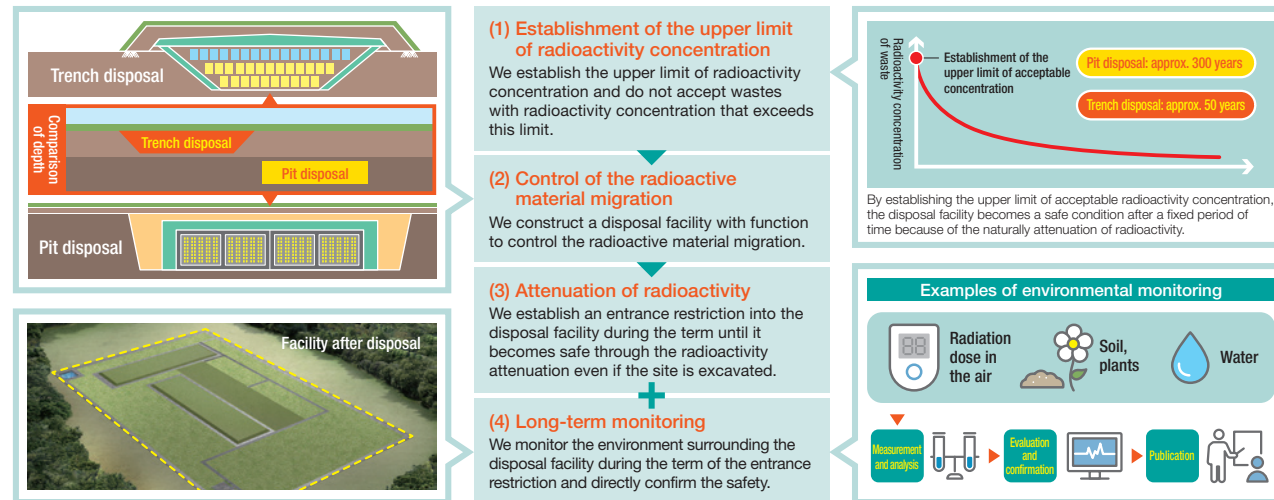 Trench disposal
Comparison
of depth
Trench disposal
Pit disposal
Pit disposal
Facility after disposal
(1) Establishment of the upper limit
of radioactivity concentration
We establish the upper limit of radioactivity
concentration and do not accept wastes
with radioactivity concentration that exceeds
this limit.
(2) Control of the radioactive
material migration
We construct a disposal facility with function
to control the radioactive material migration.
(3) Attenuation of radioactivity
We establish an entrance restriction into the
disposal facility during the term until it
becomes safe through the radioactivity
attenuation even if the site is excavated.
(4) Long-term monitoring
We monitor the environment surrounding the
disposal facility during the term of the entrance
restriction and directly confirm the safety.
Radioactivity concentration
of waste
Establishment of the
upper limit of acceptable
concentration
Pit disposal: approx. 300 years
Trench disposal: approx. 50 years
By establishing the upper limit of acceptable radioactivity concentration,
the disposal facility becomes a safe condition after a fixed period of
time because of the naturally attenuation of radioactivity.
Examples of environmental monitoring
Radiation
dose in
the air
Soil,
plants
Water
Measurement
and analysis
Evaluation
and
confirmation
Publication